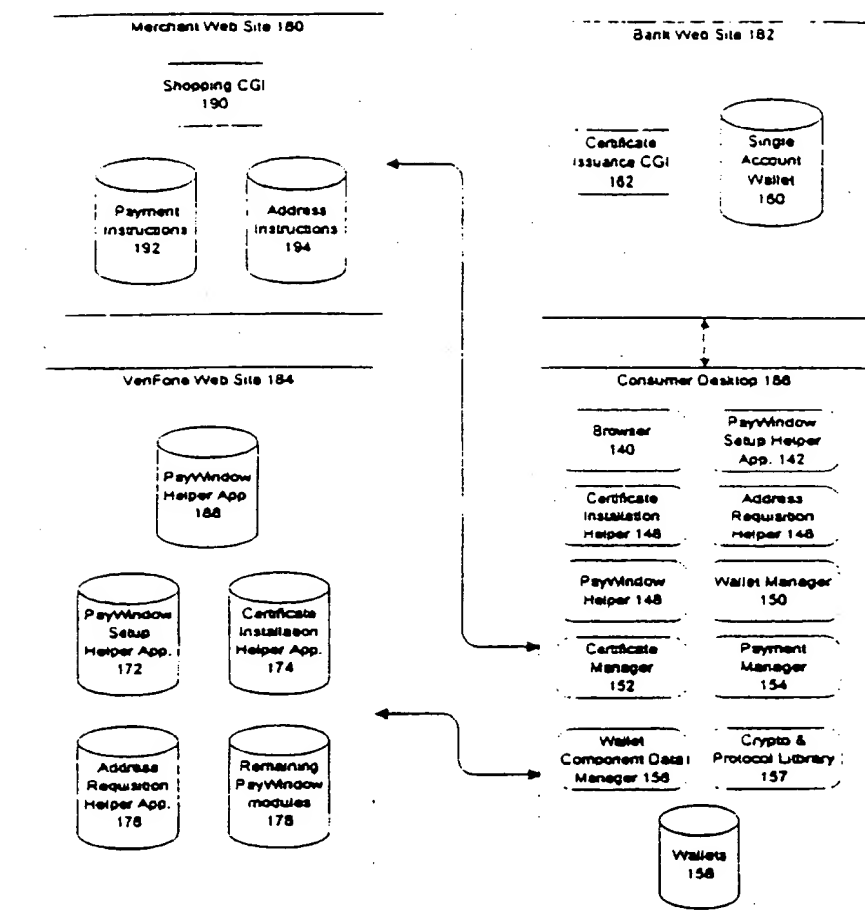 Merchant Web Site 180
Shopping CGI
190
Payment
Instructions
192
Address
Instructions
194
Bank Web Site 182
Certificate
Issuance CGI
162
Single
Account
Wallet
160
VeriFone Web Site 184
PayWindow
Helper App
188
PayWindow
Setup
Helper App.
172
Certificate
Installation
Helper App.
174
Address
Requisition
Helper App.
178
Remaining
PayWindow
modules
178
Consumer Desktop 186
Browser
140
PayWindow
Setup Helper
App. 142
Certificate
Installation
Helper 148
Address
Requisition
Helper 148
PayWindow
Helper 148
Wallet Manager
150
Certificate
Manager
152
Payment
Manager
154
Wallet
Component Data
Manager 156
Crypto &
Protocol Library
157
Wallets
158